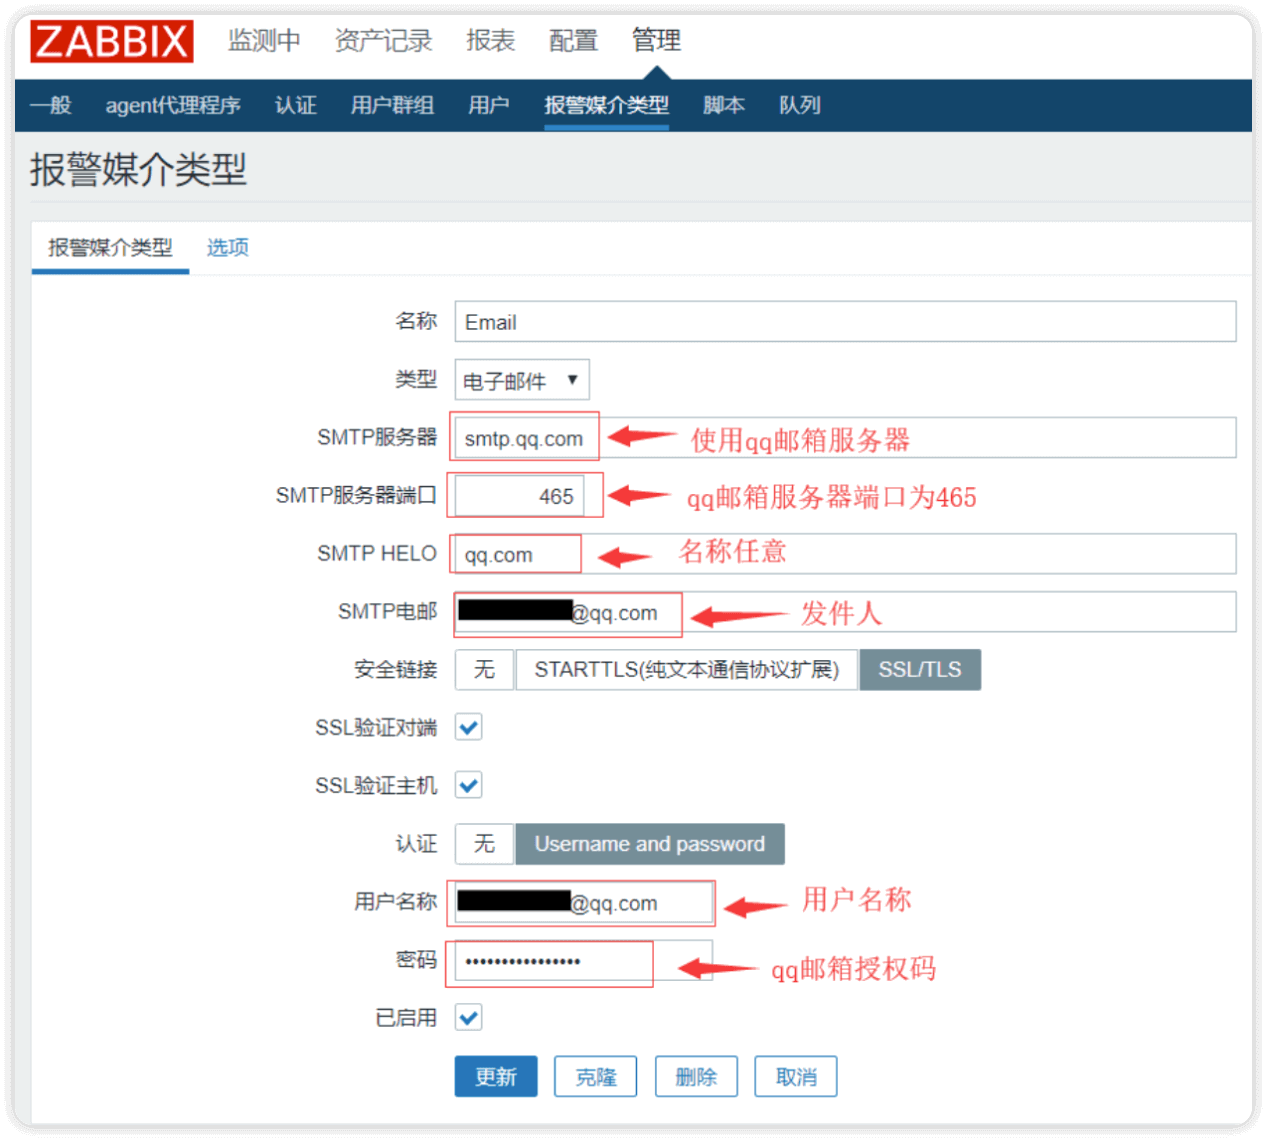 ZABBIX 监测中 资产记录 报表 配置 管理
一般 agent代理程序 认证 用户群组 用户 报警媒介类型 脚本 队列
报警媒介类型
报警媒介类型 选项
名称 Email
类型 电子邮件 ▼
SMTP服务器 smtp.qq.com 使用qq邮箱服务器
SMTP服务器端口 465 qq邮箱服务器端口为465
SMTP HELO qq.com 名称任意
SMTP电邮 @qq.com 发件人
安全链接 无 STARTTLS(纯文本通信协议扩展) SSL/TLS
SSL验证对端
SSL验证主机
认证 无 Username and password
用户名称 @qq.com 用户名称
密码 •••••••••••••••• qq邮箱授权码
已启用
更新 克隆 删除 取消